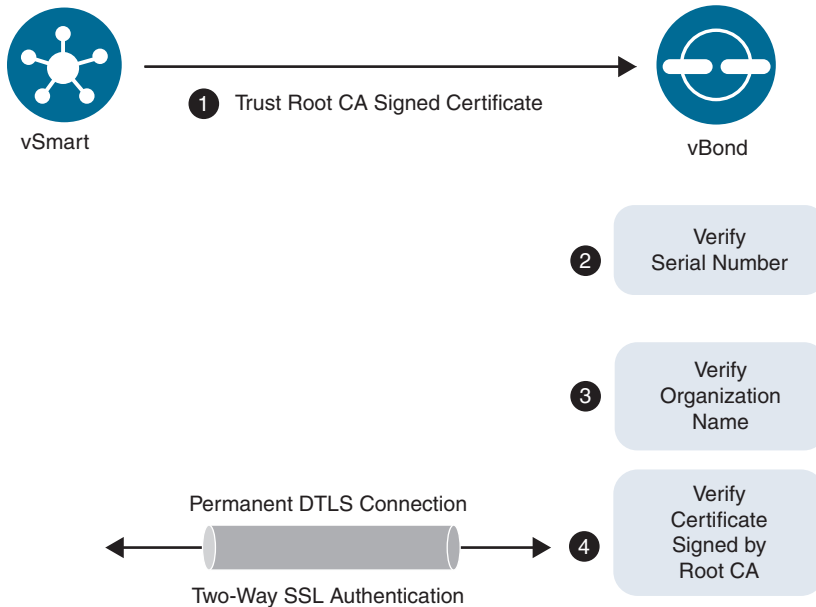 1 Trust Root CA Signed Certificate
vSmart
vBond
2
Verify
Serial Number
3
Verify
Organization
Name
Permanent DTLS Connection
Two-Way SSL Authentication
4
Verify
Certificate
Signed by
Root CA